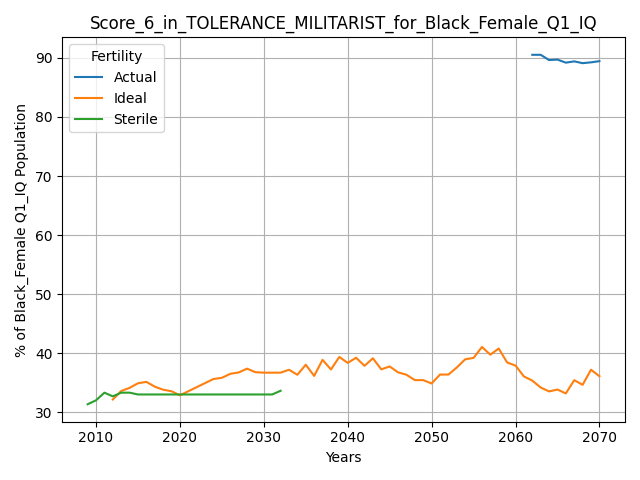 Score_6_in_TOLERANCE_MILITARIST_for_Black_Female_Q1_IQ
Fertility
Actual
Ideal
Sterile
% of Black_Female Q1_IQ Population
90
80
70
60
50
40
30
2010 2020 2030 2040 2050 2060 2070
Years